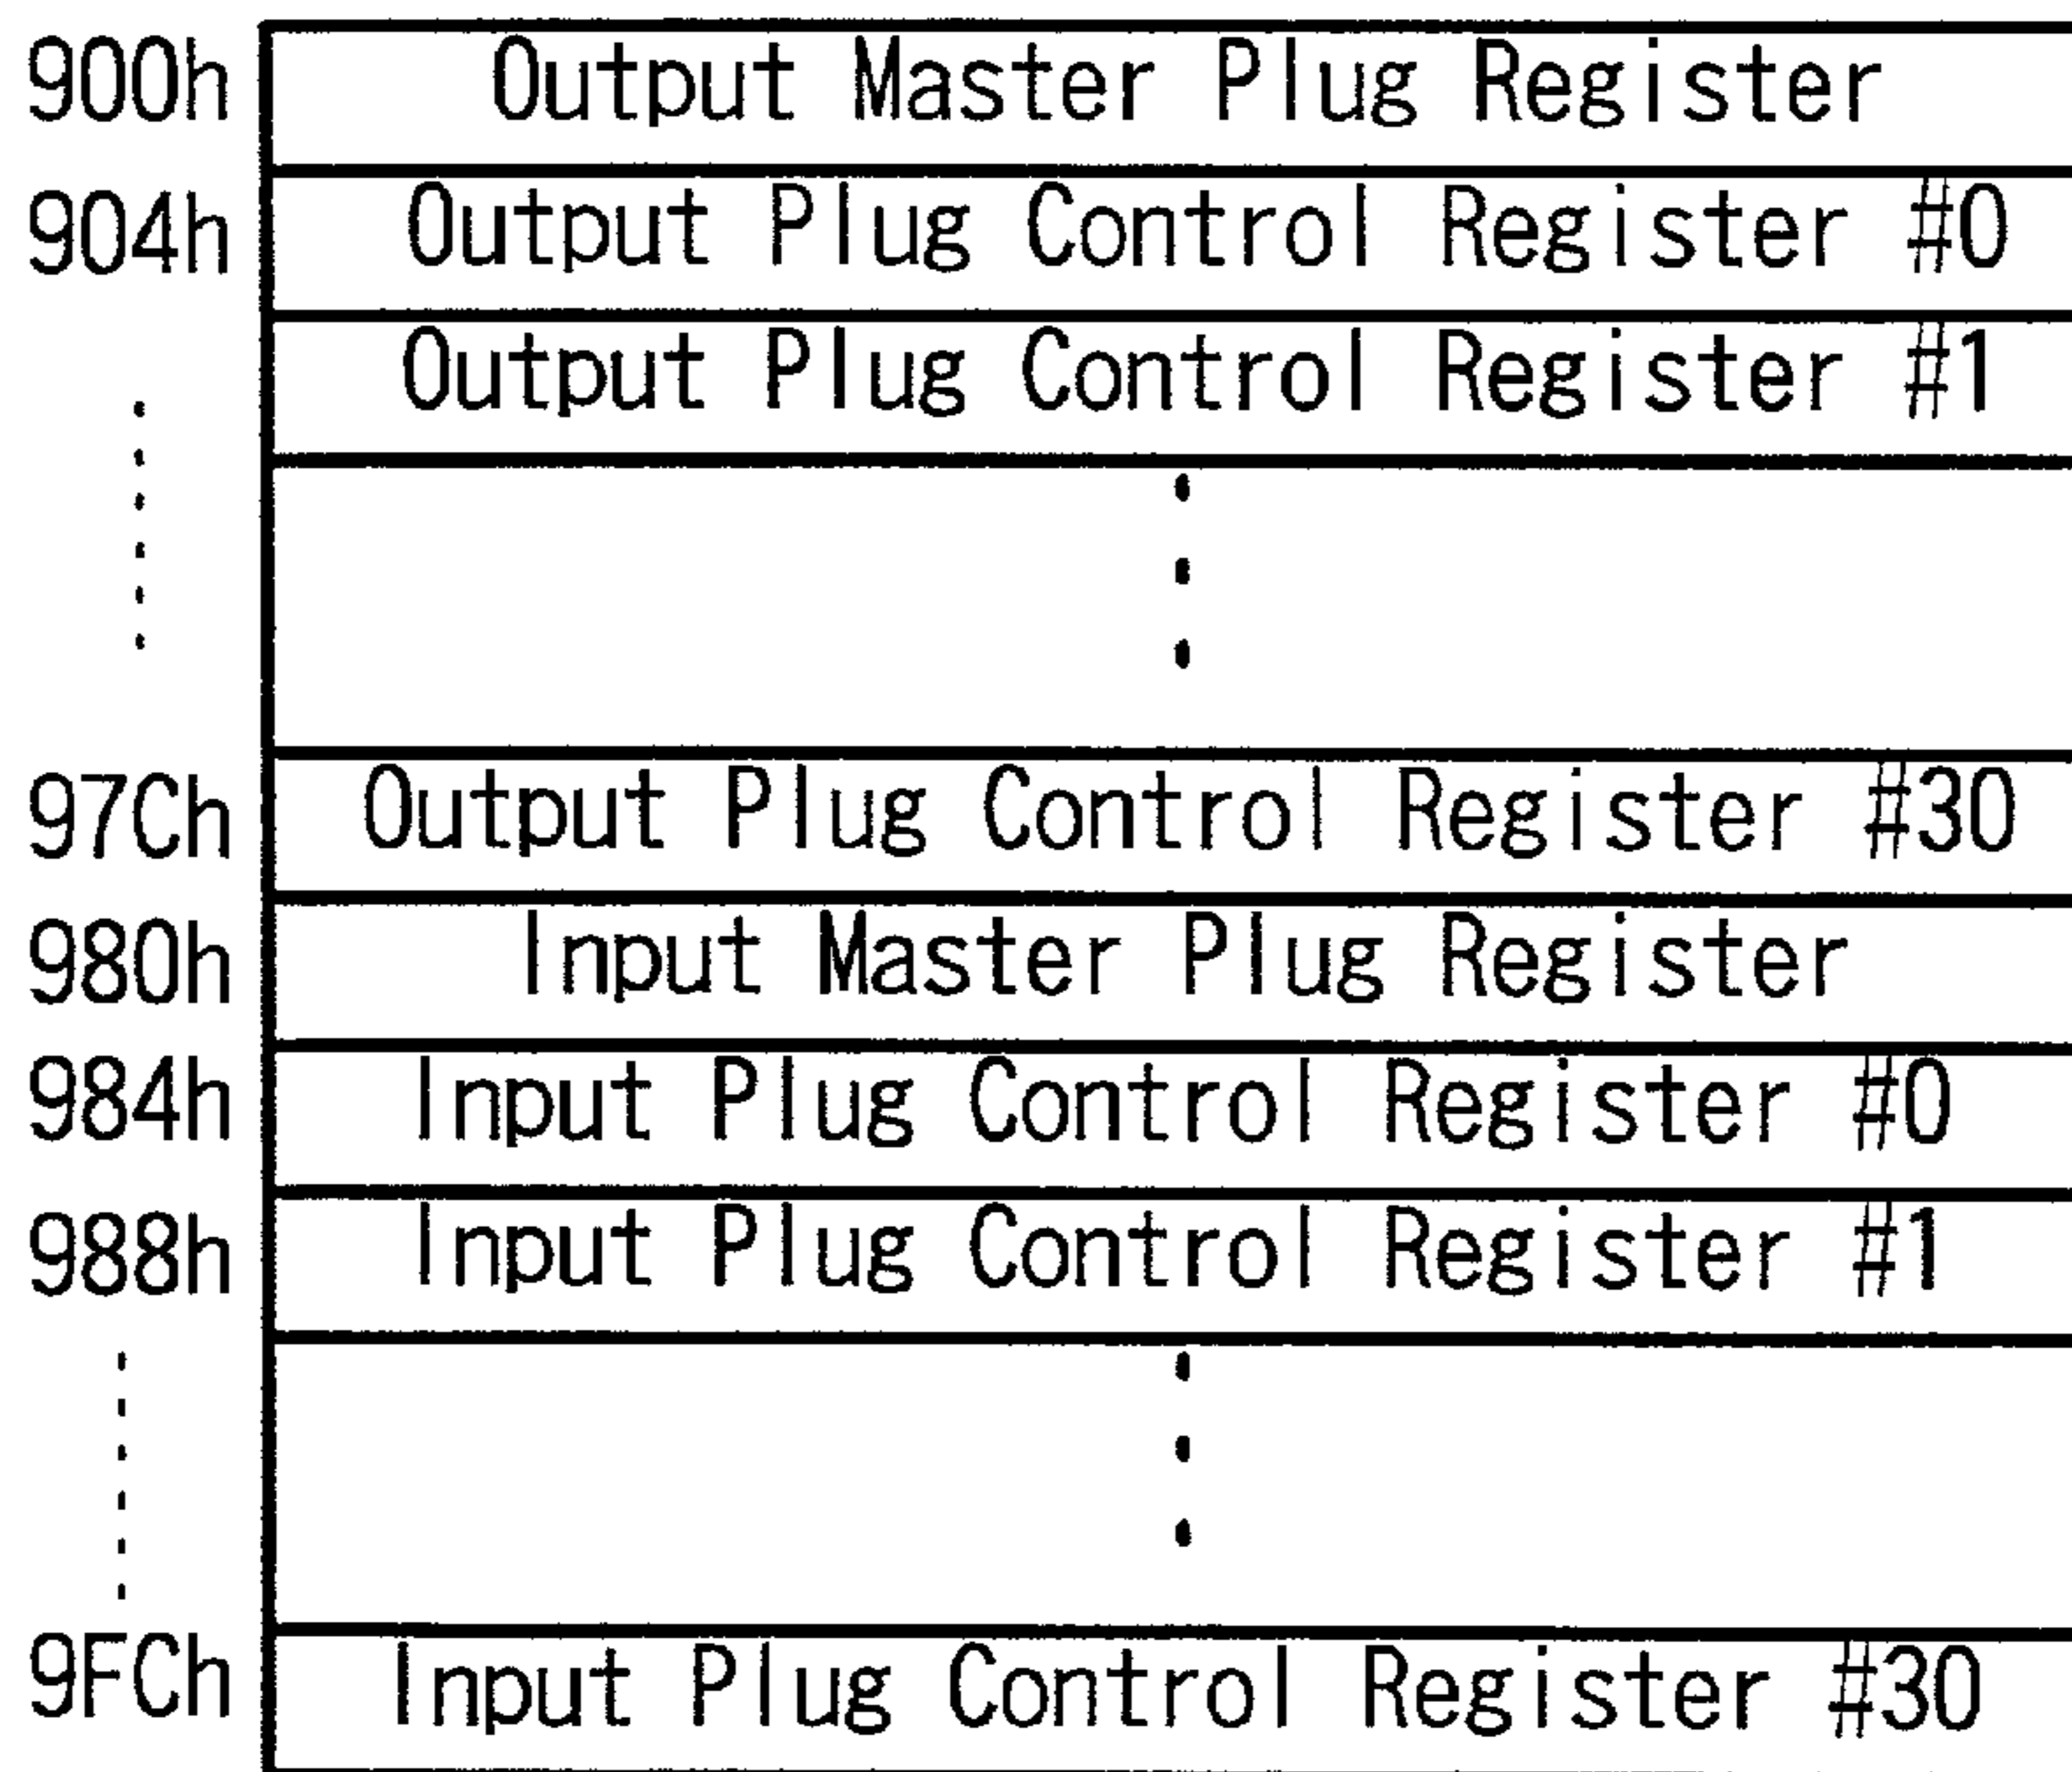 900h Output Master Plug Register
904h Output Plug Control Register #0
Output Plug Control Register #1
97Ch Output Plug Control Register #30
980h Input Master Plug Register
984h Input Plug Control Register #0
988h Input Plug Control Register #1
9FCh Input Plug Control Register #30